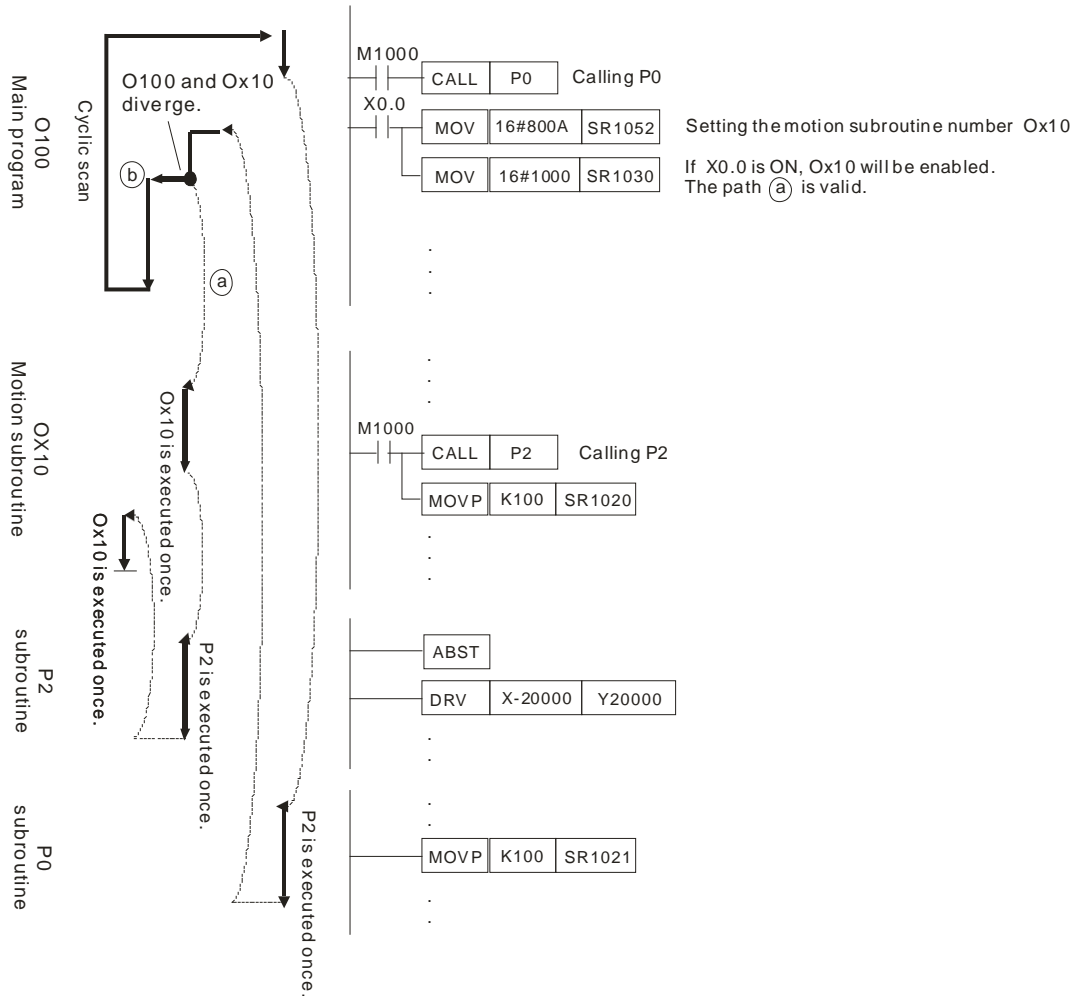 O100
Main program
Cyclic scan
O100 and Ox10
diverge.
b
a
M1000
CALL P0 Calling P0
X0.0
MOV 16#800A SR1052 Setting the motion subroutine number Ox10
MOV 16#1000 SR1030 If X0.0 is ON, Ox10 will be enabled.
The path a is valid.
OX10
Motion subroutine
Ox10 is executed once.
Ox10 is executed once.
M1000
CALL P2 Calling P2
MOVP K100 SR1020
P2
subroutine
P2 is executed once.
ABST
DRV X-20000 Y20000
P0
subroutine
P2 is executed once.
MOVP K100 SR1021